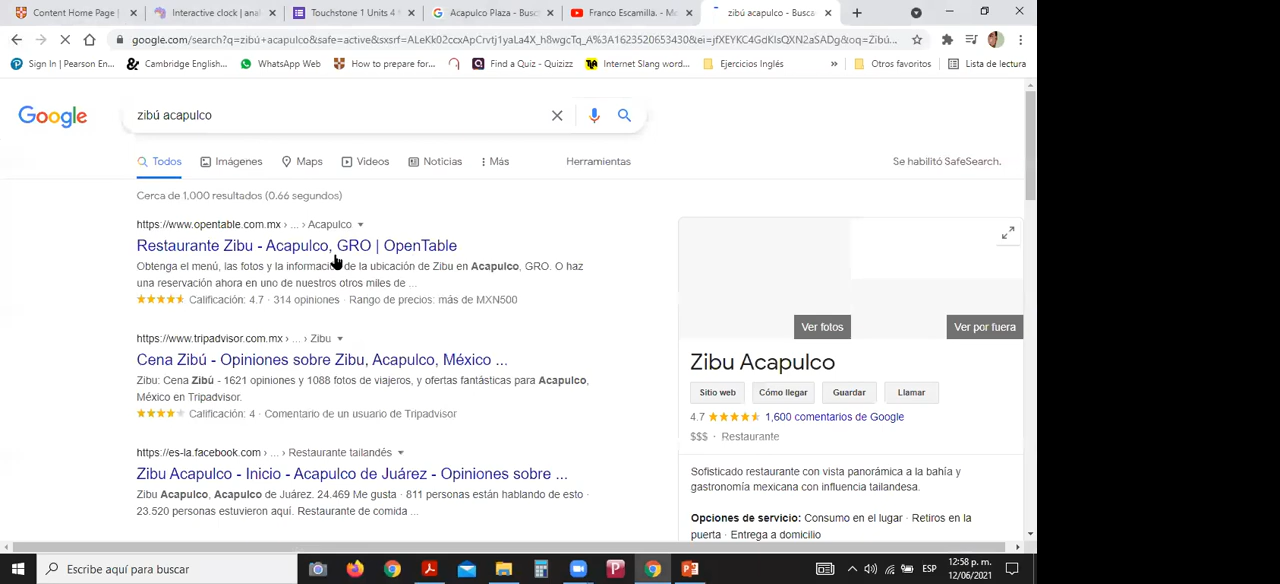 Content Home Page |
Interactive clock | anal
Touchstone 1 Units 4
Acapulco Plaza - Busc
Franco Escamilla. - M
zibú acapulco - Busca
google.com/search?q=zibú+acapulco&safe=active&sxsrf=ALeKk02ccxApCrvtj1yaLa4X_h8wgcTq_A%3A1623520653430&ei=jfXEYKC4GdKlsQXN2aSADg&oq=Zibú...
Sign In | Pearson En...
Cambridge English...
WhatsApp Web
How to prepare for...
Find a Quiz - Quizizz
Internet Slang word...
Ejercicios Inglés
»
Otros favoritos
Lista de lectura
Google
zibú acapulco
Todos
Imágenes
Maps
Videos
Noticias
Más
Herramientas
Se habilitó SafeSearch.
Cerca de 1,000 resultados (0.66 segundos)
https://www.opentable.com.mx › ... › Acapulco
Restaurante Zibu - Acapulco, GRO | OpenTable
Obtenga el menú, las fotos y la información de la ubicación de Zibu en Acapulco, GRO. O haz
una reservación ahora en uno de nuestros otros miles de ...
Calificación: 4.7 · 314 opiniones · Rango de precios: más de MXN500
https://www.tripadvisor.com.mx › ... › Zibu
Cena Zibú - Opiniones sobre Zibu, Acapulco, México ...
Zibu: Cena Zibú - 1621 opiniones y 1088 fotos de viajeros, y ofertas fantásticas para Acapulco,
México en Tripadvisor.
Calificación: 4 · Comentario de un usuario de Tripadvisor
https://es-la.facebook.com › ... › Restaurante tailandés
Zibu Acapulco - Inicio - Acapulco de Juárez - Opiniones sobre ...
Zibu Acapulco, Acapulco de Juárez. 24.469 Me gusta · 811 personas están hablando de esto ·
23.520 personas estuvieron aquí. Restaurante de comida ...
Ver fotos
Ver por fuera
Zibu Acapulco
Sitio web
Cómo llegar
Guardar
Llamar
4.7
1,600 comentarios de Google
$$$ · Restaurante
Sofisticado restaurante con vista panorámica a la bahía y
gastronomía mexicana con influencia tailandesa.
Opciones de servicio: Consumo en el lugar · Retiros en la
puerta · Entrega a domicilio
Escribe aquí para buscar
ESP
12:58 p. m.
12/06/2021